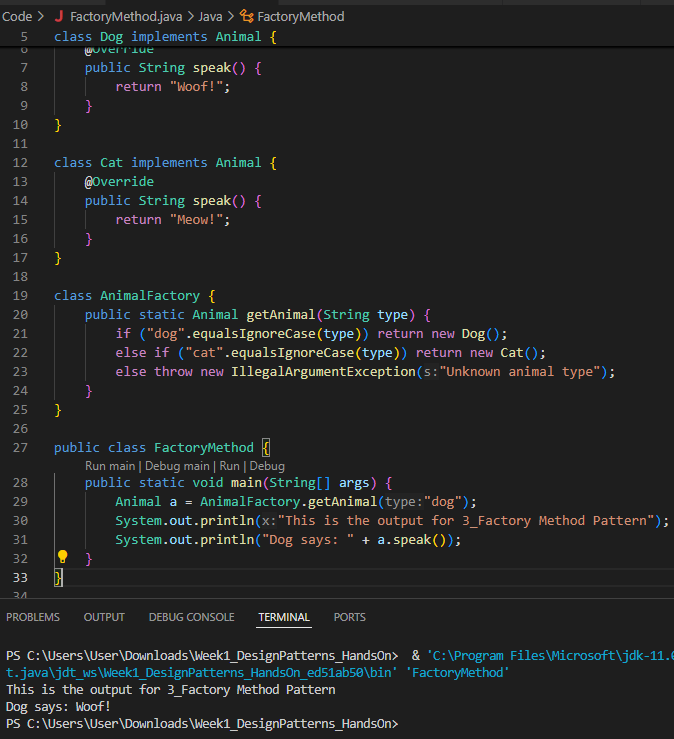 Code > J FactoryMethod.java > Java > FactoryMethod
5 class Dog implements Animal {
6 @Override
7 public String speak() {
8 return "Woof!";
9 }
10 }
11
12 class Cat implements Animal {
13 @Override
14 public String speak() {
15 return "Meow!";
16 }
17 }
18
19 class AnimalFactory {
20 public static Animal getAnimal(String type) {
21 if ("dog".equalsIgnoreCase(type)) return new Dog();
22 else if ("cat".equalsIgnoreCase(type)) return new Cat();
23 else throw new IllegalArgumentException(s:"Unknown animal type");
24 }
25 }
26
27 public class FactoryMethod {
Run main | Debug main | Run | Debug
28 public static void main(String[] args) {
29 Animal a = AnimalFactory.getAnimal(type:"dog");
30 System.out.println(x:"This is the output for 3_Factory Method Pattern");
31 System.out.println("Dog says: " + a.speak());
32 }
33 }
34
PROBLEMS OUTPUT DEBUG CONSOLE TERMINAL PORTS
PS C:\Users\User\Downloads\Week1_DesignPatterns_HandsOn> & 'C:\Program Files\Microsoft\jdk-11.0
t.java\jdt_ws\Week1_DesignPatterns_HandsOn_ed51ab50\bin' 'FactoryMethod'
This is the output for 3_Factory Method Pattern
Dog says: Woof!
PS C:\Users\User\Downloads\Week1_DesignPatterns_HandsOn>